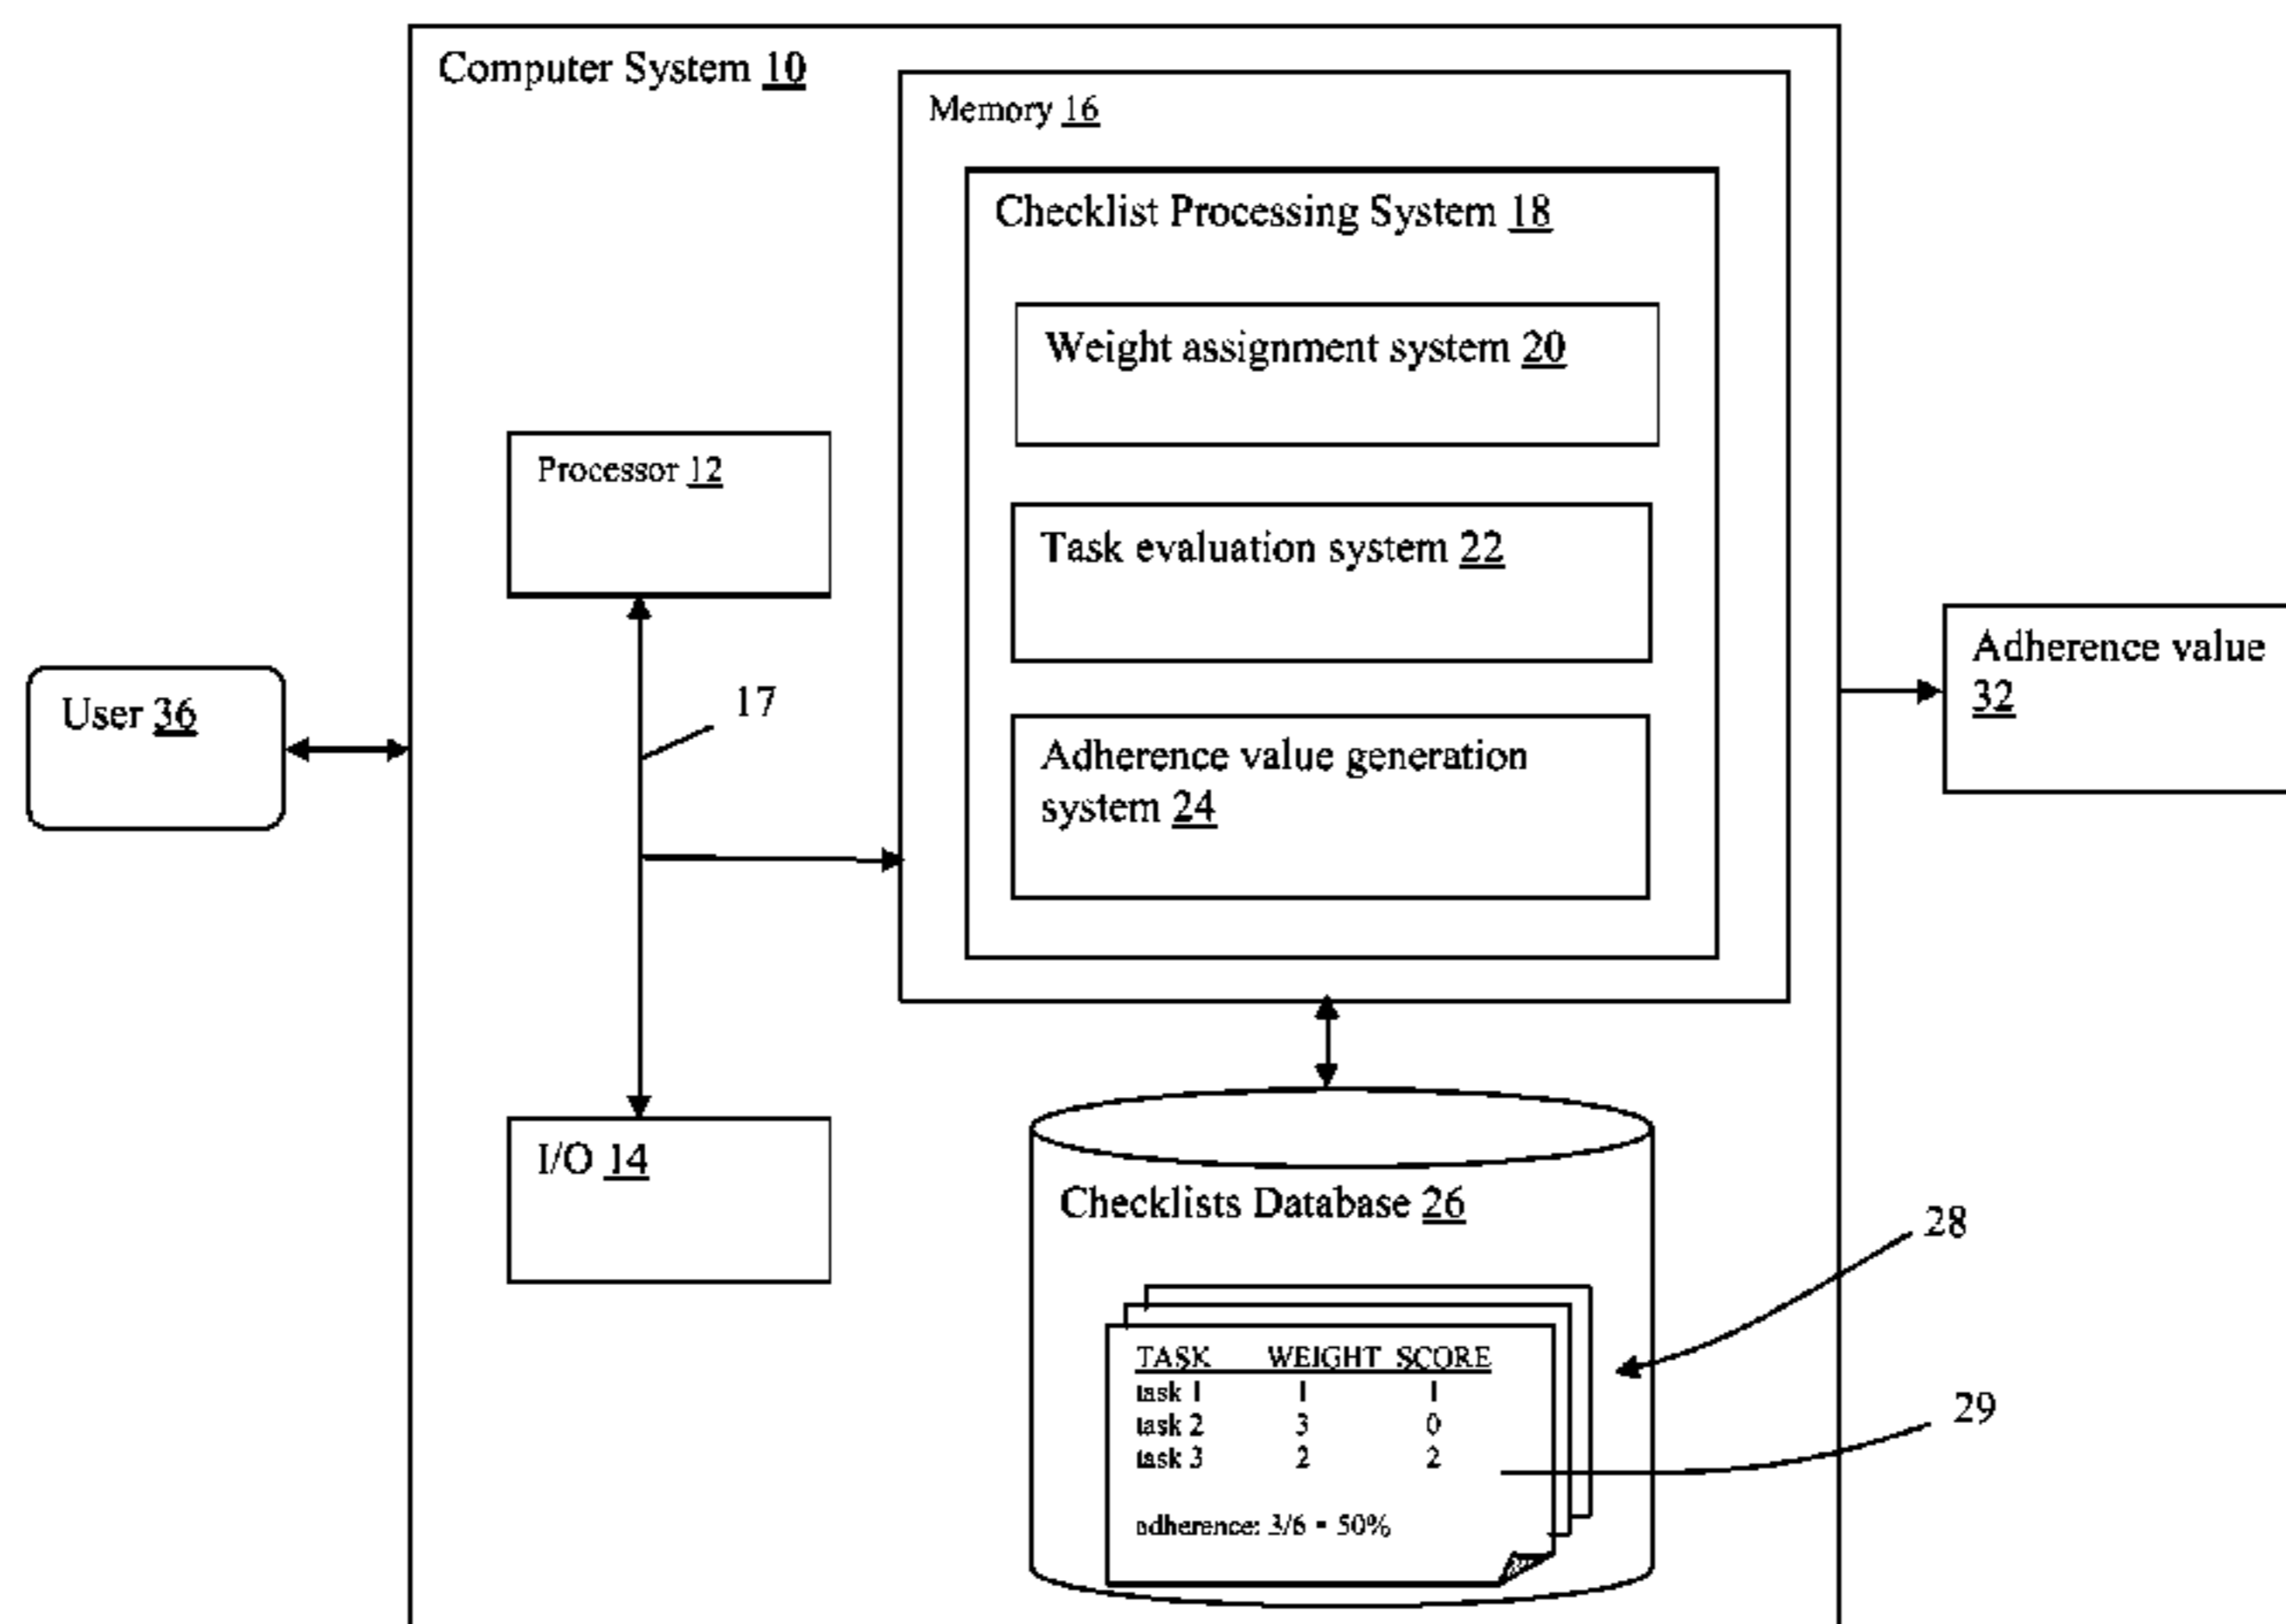 Computer System 10
Memory 16
Checklist Processing System 18
Weight assignment system 20
Processor 12
Task evaluation system 22
Adherence value
32
User 36
17
Adherence value generation
system 24
I/O 14
Checklists Database 26
28
TASK WEIGHT SCORE
task 1 1 1
task 2 3 0
task 3 2 2
29
adherence: 3/6 = 50%